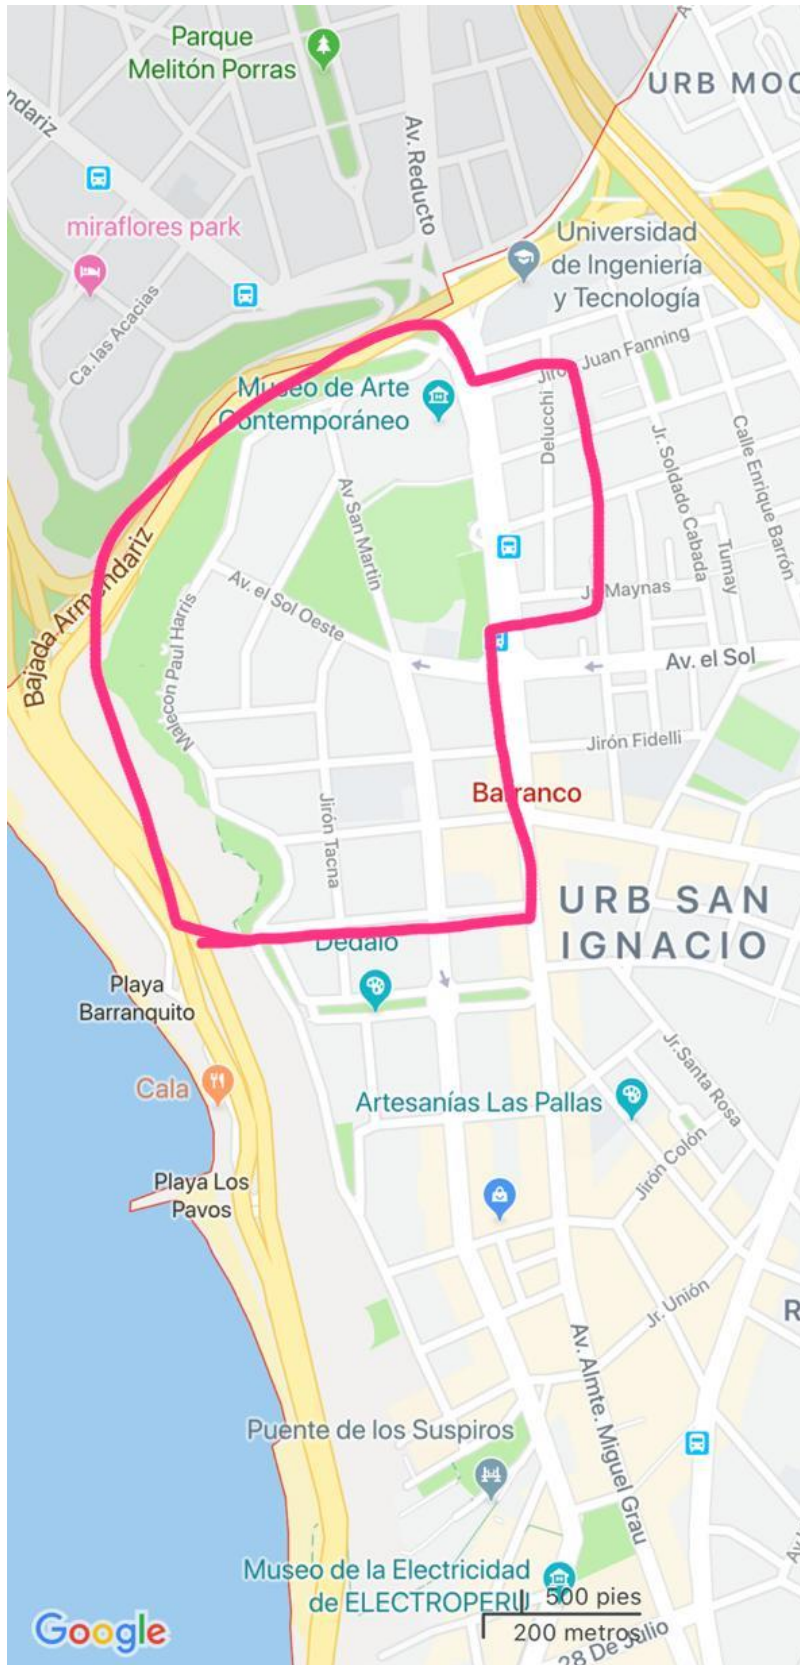 Parque
Melitón Porras
URB MOO
ndariz
Av. Reducto
miraflores park
Universidad
de Ingeniería
y Tecnología
Ca. las Acacias
Jirón Juan Fanning
Museo de Arte
Contemporáneo
Delucchi
Jr. Soldado Cabada
Calle Enrique Barrón
Av San Martin
Tumay
Bajada Armendariz
Av. el Sol Oeste
Jr Maynas
Malecon Paul Harris
Av. el Sol
Jirón Fidelli
Barranco
Jirón Tacna
URB SAN
IGNACIO
Dédalo
Playa
Barranquito
Cala
Jr. Santa Rosa
Artesanías Las Pallas
Jirón Colón
Playa Los
Pavos
Jr. Unión
R
Av. Almte. Miguel Grau
Puente de los Suspiros
Museo de la Electricidad
de ELECTROPERU
500 pies
200 metros
28 De Julio
Google